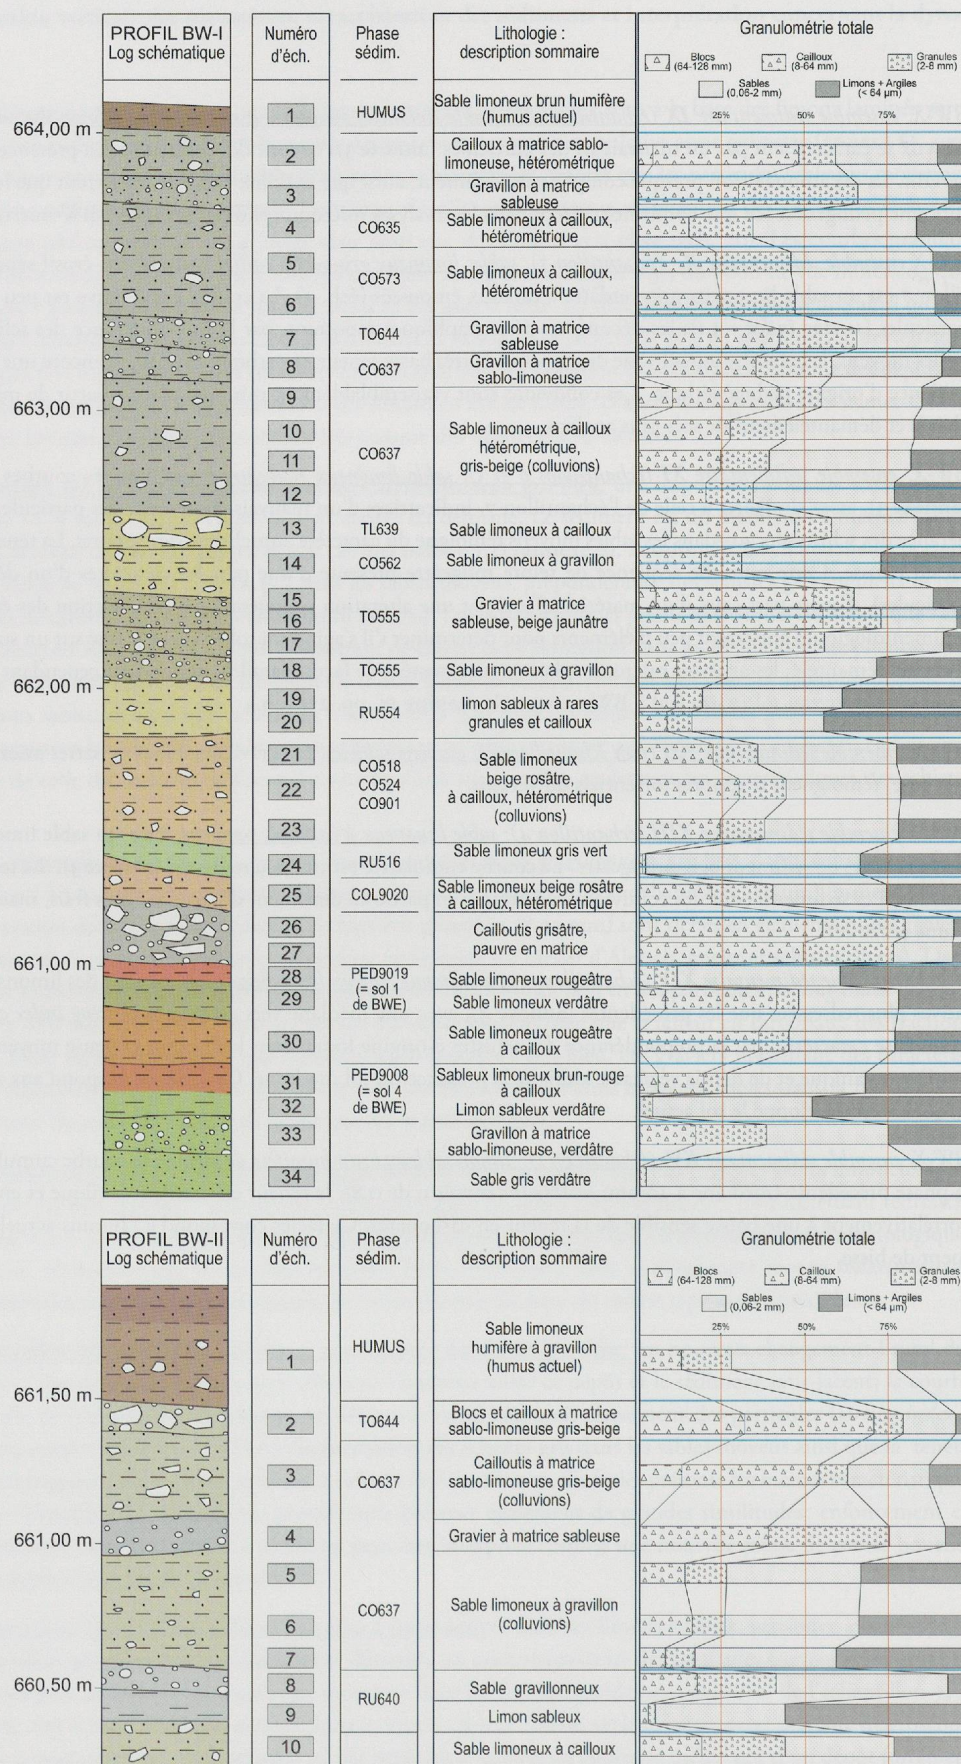 PROFIL BW-I
Log schématique
Numéro
d'éch.
Phase
sédim.
Lithologie :
description sommaire
Granulométrie totale
Blocs
(64-128 mm)
Cailloux
(8-64 mm)
Granules
(2-8 mm)
Sables
(0,06-2 mm)
Limons + Argiles
(< 64 µm)
25%
50%
75%
664,00 m
663,00 m
662,00 m
661,00 m
1
HUMUS
Sable limoneux brun humifère
(humus actuel)
2
Cailloux à matrice sablo-
limoneuse, hétérométrique
3
Gravillon à matrice
sableuse
4
CO635
Sable limoneux à cailloux,
hétérométrique
5
6
CO573
Sable limoneux à cailloux,
hétérométrique
7
TO644
Gravillon à matrice
sableuse
8
CO637
Gravillon à matrice
sablo-limoneuse
9
10
11
12
CO637
Sable limoneux à cailloux
hétérométrique,
gris-beige (colluvions)
13
TL639
Sable limoneux à cailloux
14
CO562
Sable limoneux à gravillon
15
16
17
TO555
Gravier à matrice
sableuse, beige jaunâtre
18
TO555
Sable limoneux à gravillon
19
20
RU554
limon sableux à rares
granules et cailloux
21
22
23
CO518
CO524
CO901
Sable limoneux
beige rosâtre,
à cailloux, hétérométrique
(colluvions)
24
RU516
Sable limoneux gris vert
25
COL9020
Sable limoneux beige rosâtre
à cailloux, hétérométrique
26
27
Cailloutis grisâtre,
pauvre en matrice
28
29
PED9019
(= sol 1
de BWE)
Sable limoneux rougeâtre
Sable limoneux verdâtre
30
Sable limoneux rougeâtre
à cailloux
31
32
PED9008
(= sol 4
de BWE)
Sableux limoneux brun-rouge
à cailloux
Limon sableux verdâtre
33
Gravillon à matrice
sablo-limoneuse, verdâtre
34
Sable gris verdâtre
PROFIL BW-II
Log schématique
Numéro
d'éch.
Phase
sédim.
Lithologie :
description sommaire
Granulométrie totale
Blocs
(64-128 mm)
Cailloux
(8-64 mm)
Granules
(2-8 mm)
Sables
(0,06-2 mm)
Limons + Argiles
(< 64 µm)
25%
50%
75%
661,50 m
661,00 m
660,50 m
1
HUMUS
Sable limoneux
humifère à gravillon
(humus actuel)
2
TO644
Blocs et cailloux à matrice
sablo-limoneuse gris-beige
3
CO637
Cailloutis à matrice
sablo-limoneuse gris-beige
(colluvions)
4
Gravier à matrice sableuse
5
6
7
CO637
Sable limoneux à gravillon
(colluvions)
8
9
RU640
Sable gravillonneux
Limon sableux
10
Sable limoneux à cailloux